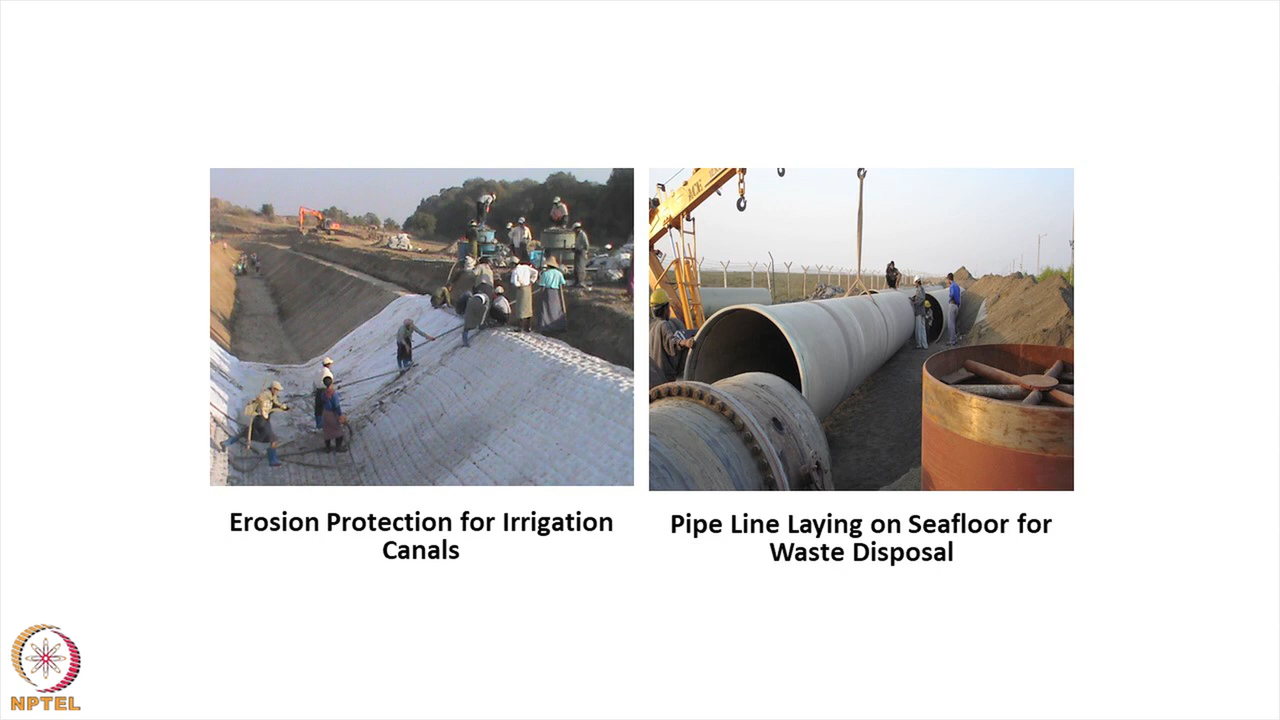 Erosion Protection for Irrigation
Canals
Pipe Line Laying on Seafloor for
Waste Disposal
NPTEL